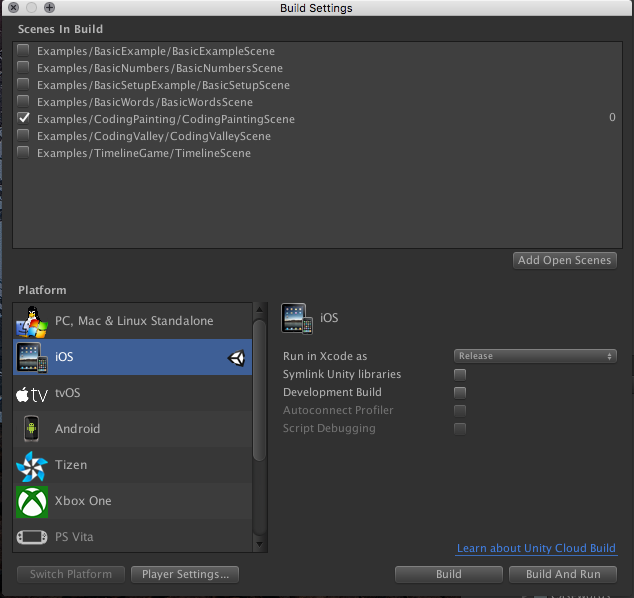 Build Settings
Scenes In Build
Examples/BasicExample/BasicExampleScene
Examples/BasicNumbers/BasicNumbersScene
Examples/BasicSetupExample/BasicSetupScene
Examples/BasicWords/BasicWordsScene
Examples/CodingPainting/CodingPaintingScene 0
Examples/CodingValley/CodingValleyScene
Examples/TimelineGame/TimelineScene
Add Open Scenes
Platform
PC, Mac & Linux Standalone
iOS
tv
tvOS
Android
Tizen
Xbox One
PS Vita
iOS
Run in Xcode as Release
Symlink Unity libraries
Development Build
Autoconnect Profiler
Script Debugging
Learn about Unity Cloud Build
Switch Platform Player Settings... Build Build And Run